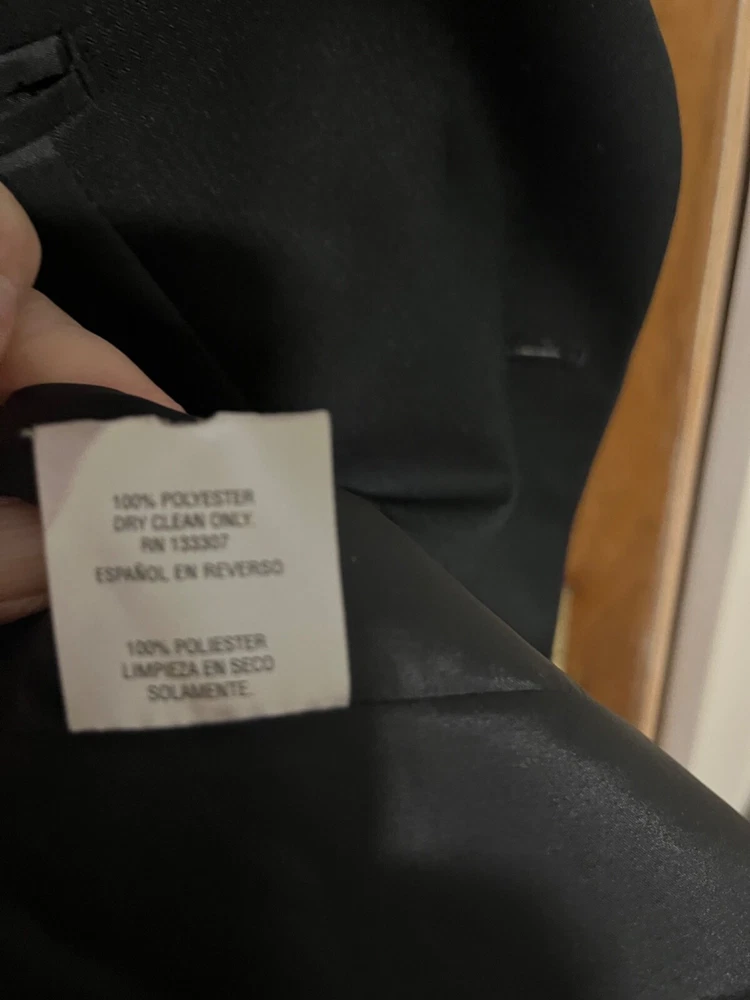 100% POLYESTER
DRY CLEAN ONLY.
RN 133307
ESPAÑOL EN REVERSO
100% POLIESTER
LIMPIEZA EN SECO
SOLAMENTE.